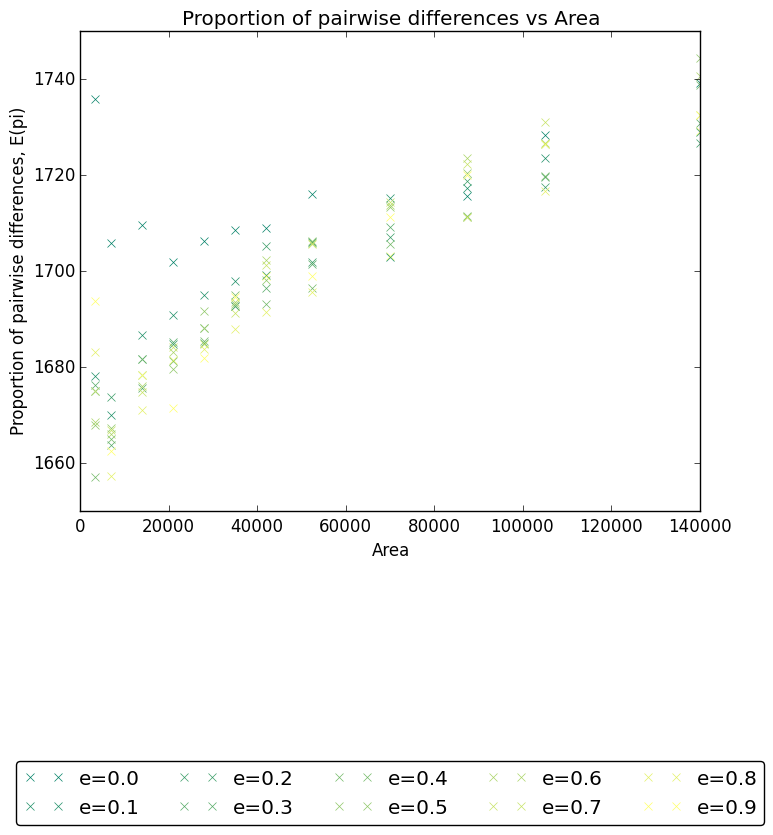 Proportion of pairwise differences vs Area
Proportion of pairwise differences, E(pi)
1740
1720
1700
1680
1660
0 20000 40000 60000 80000 100000 120000 140000
Area
e=0.0 e=0.2 e=0.4 e=0.6 e=0.8
e=0.1 e=0.3 e=0.5 e=0.7 e=0.9